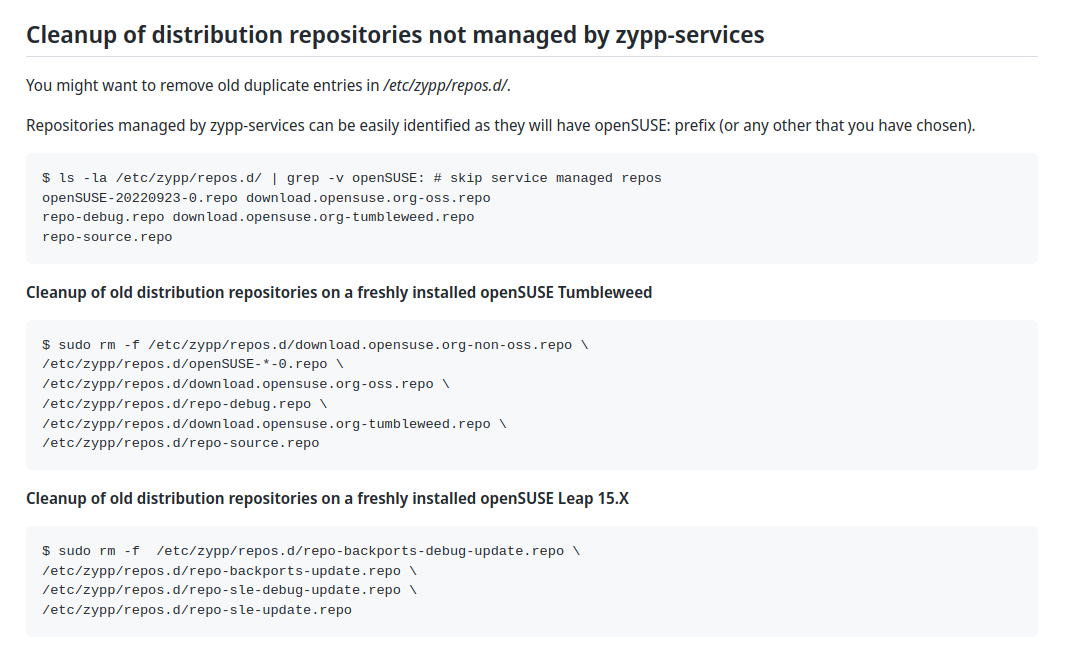 Cleanup of distribution repositories not managed by zypp-services
You might want to remove old duplicate entries in /etc/zypp/repos.d/.
Repositories managed by zypp-services can be easily identified as they will have openSUSE: prefix (or any other that you have chosen).
$ ls -la /etc/zypp/repos.d/ | grep -v openSUSE: # skip service managed repos
openSUSE-20220923-0.repo download.opensuse.org-oss.repo
repo-debug.repo download.opensuse.org-tumbleweed.repo
repo-source.repo
Cleanup of old distribution repositories on a freshly installed openSUSE Tumbleweed
$ sudo rm -f /etc/zypp/repos.d/download.opensuse.org-non-oss.repo \
/etc/zypp/repos.d/openSUSE-*-0.repo \
/etc/zypp/repos.d/download.opensuse.org-oss.repo \
/etc/zypp/repos.d/repo-debug.repo \
/etc/zypp/repos.d/download.opensuse.org-tumbleweed.repo \
/etc/zypp/repos.d/repo-source.repo
Cleanup of old distribution repositories on a freshly installed openSUSE Leap 15.X
$ sudo rm -f  /etc/zypp/repos.d/repo-backports-debug-update.repo \
/etc/zypp/repos.d/repo-backports-update.repo \
/etc/zypp/repos.d/repo-sle-debug-update.repo \
/etc/zypp/repos.d/repo-sle-update.repo